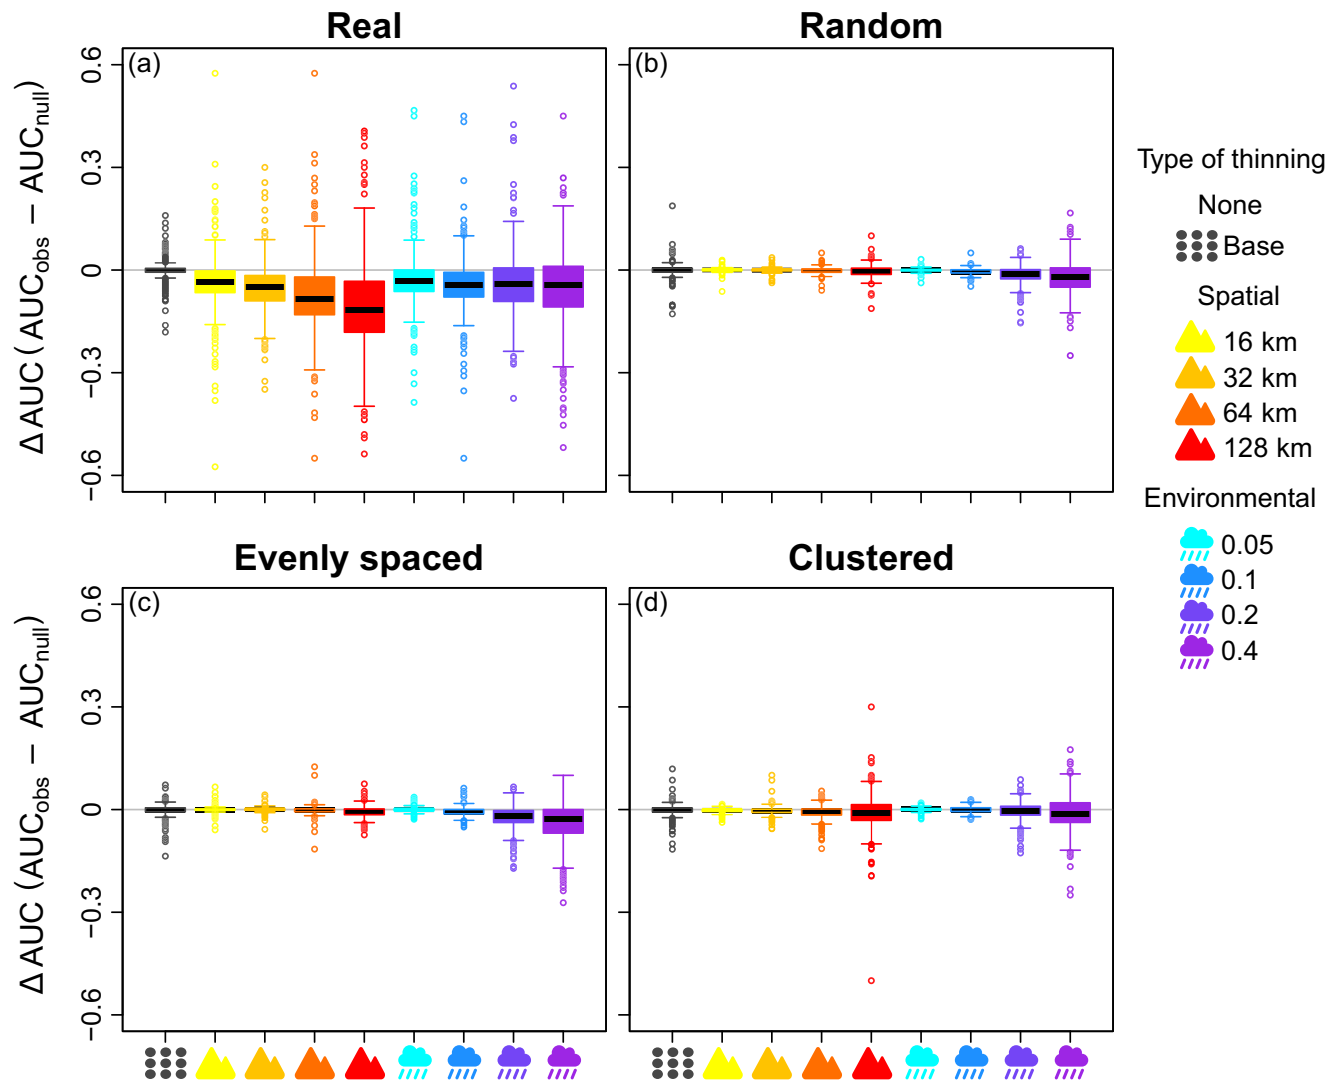 Real
Random
(a)
(b)
0.6
0.3
0
−0.3
−0.6
Δ AUC (AUCobs − AUCnull)
Type of thinning
None
Base
Spatial
16 km
32 km
64 km
128 km
Environmental
0.05
0.1
0.2
0.4
Evenly spaced
Clustered
(c)
(d)
0.6
0.3
0
−0.3
−0.6
Δ AUC (AUCobs − AUCnull)